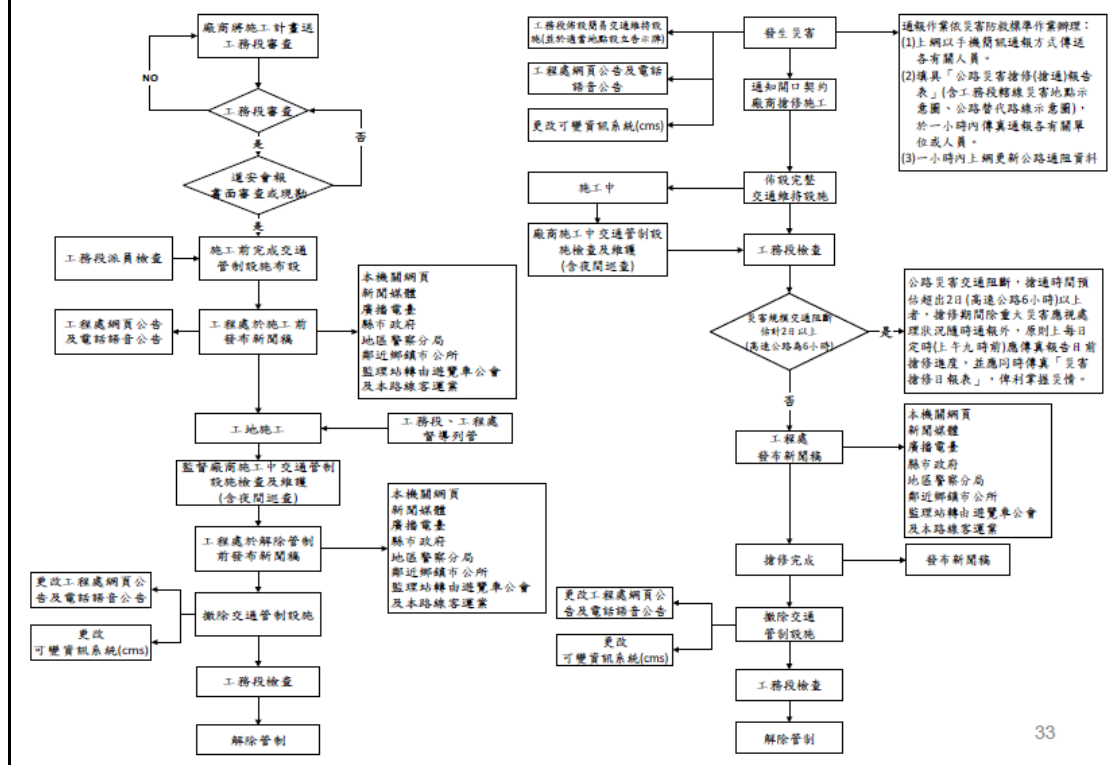 廠商將施工計畫送
工務段審查
NO
工務段審查
否
是
道安會報
書面審查或現勘
是
工務段派員檢查
施工前完成交通
管制設施布設
工程處網頁公告
及電話語音公告
工程處於施工前
發布新聞稿
本機關網頁
新聞媒體
廣播電臺
縣市政府
地區警察分局
鄰近鄉鎮市公所
監理站轉由遊覽車公會
及本路線客運業
工地施工
工務段、工程處
督導列管
監督廠商施工中交通管制
設施檢查及維護
(含夜間巡查)
工程處於解除管制
前發布新聞稿
本機關網頁
新聞媒體
廣播電臺
縣市政府
地區警察分局
鄰近鄉鎮市公所
監理站轉由遊覽車公會
及本路線客運業
更改工程處網頁公
告及電話語音公告
撤除交通管制設施
更改
可變資訊系統(cms)
工務段檢查
解除管制
工務段佈設簡易交通維持設
施(並於適當地點設立告示牌)
發生災害
通報作業依災害防救標準作業辦理：
(1)上網以手機簡訊通報方式傳送
各有關人員。
(2)填具「公路災害搶修(搶通)報告
表」(含工務段轄線災害地點示
意圖、公路替代路線示意圖)，
於一小時內傳真通報各有關單
位或人員。
(3)一小時內上網更新公路通阻資料
工程處網頁公告及電話
語音公告
通知開口契約
廠商搶修施工
更改可變資訊系統(cms)
施工中
佈設完整
交通維持設施
廠商施工中交通管制設
施檢查及維護
(含夜間巡查)
工務段檢查
災害規模交通阻斷
估計2日以上
(高速公路為6小時)
是
公路災害交通阻斷，搶通時間預
估超出2日(高速公路6小時)以上
者，搶修期間除重大災害應視處
理狀況隨時通報外，原則上每日
定時(上午九時前)應傳真報告目前
搶修進度，並應同時傳真「災害
搶修日報表」，俾利掌握災情。
否
工程處
發布新聞稿
本機關網頁
新聞媒體
廣播電臺
縣市政府
地區警察分局
鄰近鄉鎮市公所
監理站轉由遊覽車公會
及本路線客運業
搶修完成
發布新聞稿
更改工程處網頁公
告及電話語音公告
撤除交通
管制設施
更改
可變資訊系統(cms)
工務段檢查
解除管制
33